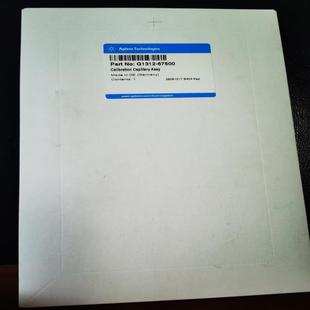 Agilent Technologies
Part No: G1312-67500
Calibration Capillary Assy
Made in DE (Germany)
Contents: 1